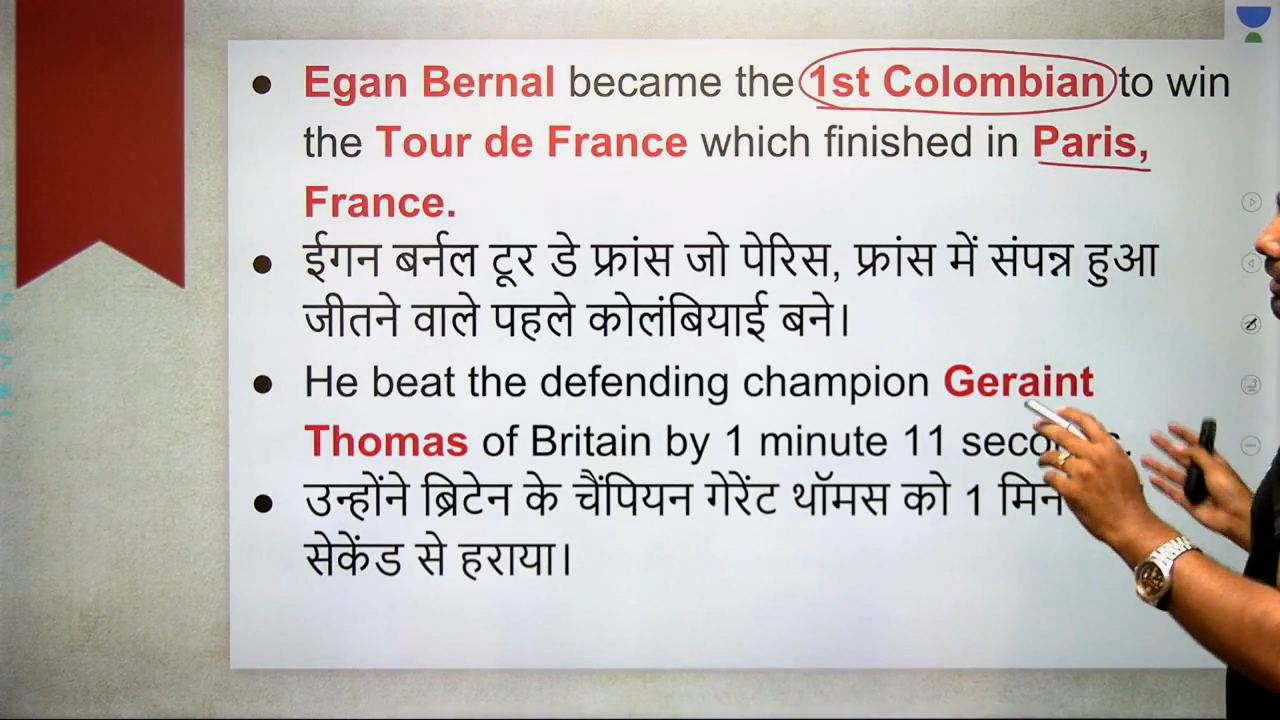 Egan Bernal became the 1st Colombian to win
the Tour de France which finished in Paris,
France.
ईगन बर्नल टूर डे फ्रांस जो पेरिस, फ्रांस में संपन्न हुआ
जीतने वाले पहले कोलंबियाई बने।
He beat the defending champion Geraint
Thomas of Britain by 1 minute 11
उन्होंने ब्रिटेन के चैंपियन गेरेंट थॉमस को 1
सेकेंड से हराया।